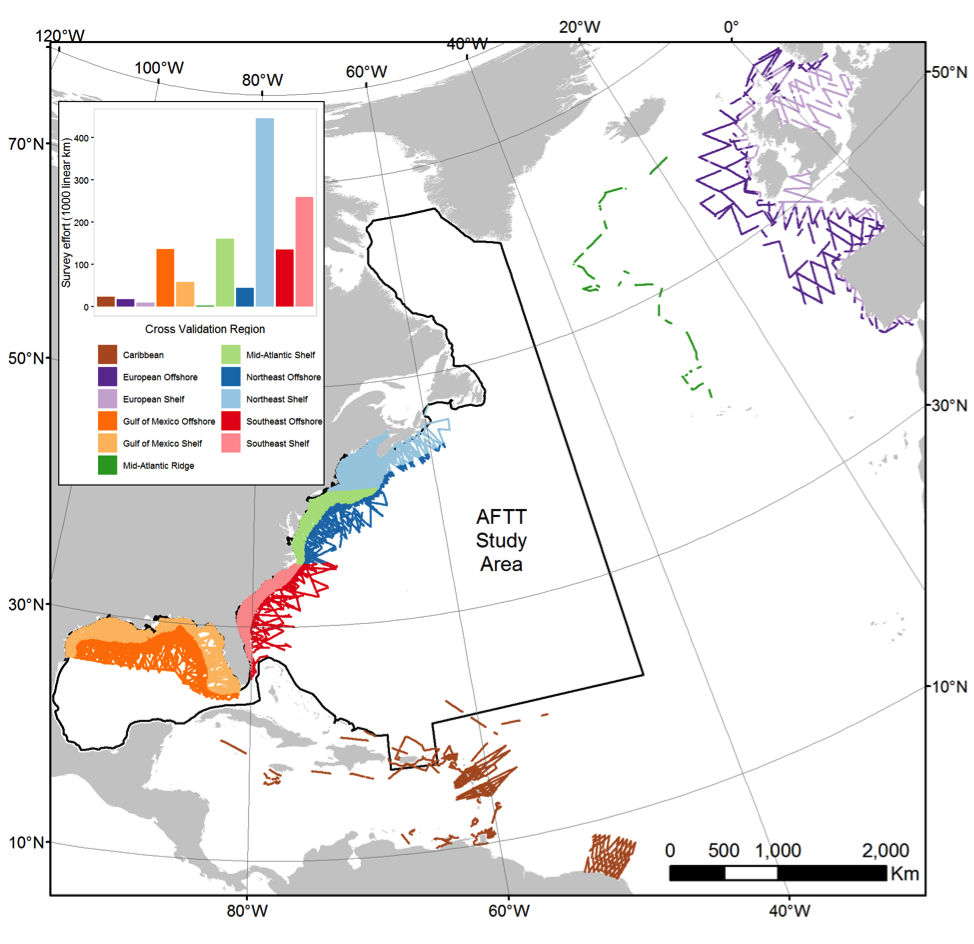 120°W
100°W
80°W
60°W
40°W
20°W
0°
50°N
70°N
50°N
30°N
10°N
30°N
10°N
80°W
60°W
40°W
Survey effort (1000 linear km)
400
300
200
100
0
Cross Validation Region
Caribbean
European Offshore
European Shelf
Gulf of Mexico Offshore
Gulf of Mexico Shelf
Mid-Atlantic Ridge
Mid-Atlantic Shelf
Northeast Offshore
Northeast Shelf
Southeast Offshore
Southeast Shelf
AFTT
Study
Area
0 500 1,000 2,000
Km